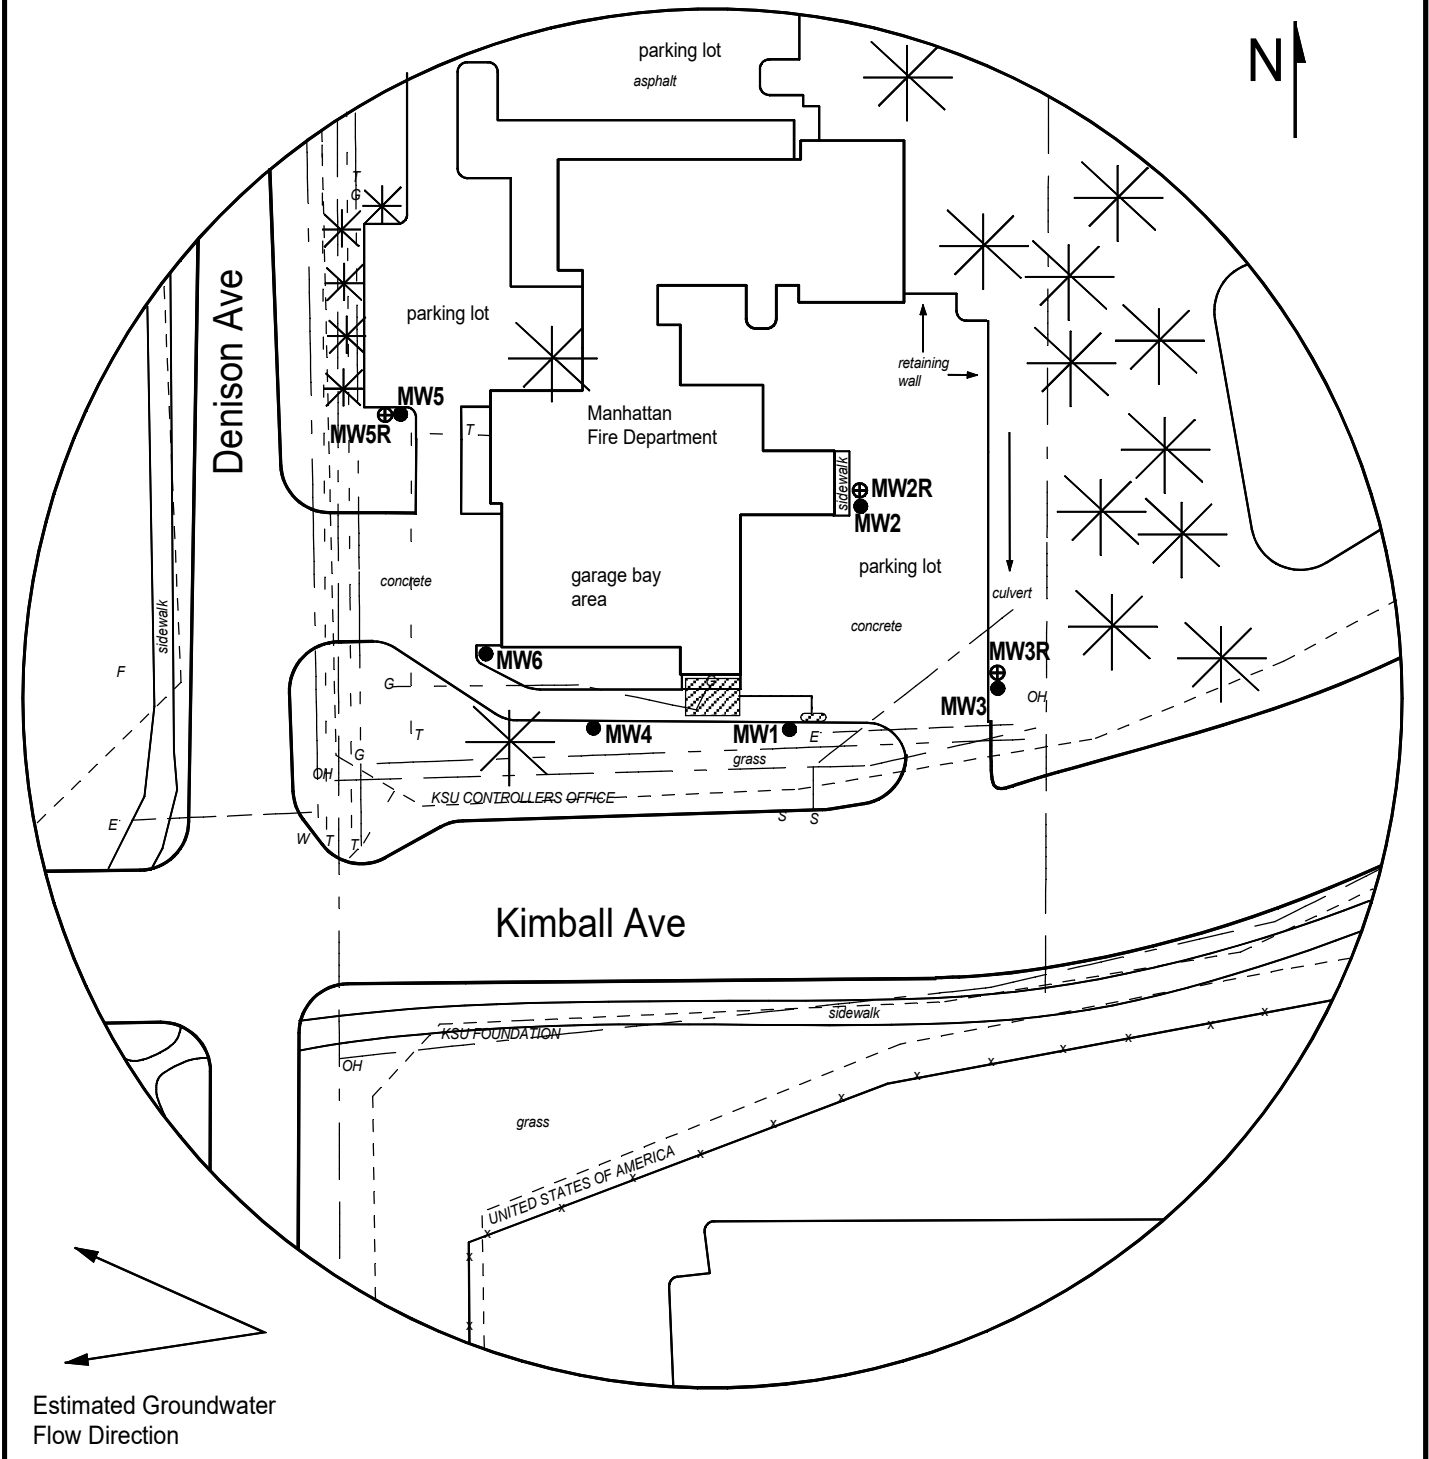 parking lot
asphalt
N
T
G
Denison Ave
parking lot
retaining
wall
MW5
MW5R
T
Manhattan
Fire Department
sidewalk
MW2R
MW2
parking lot
concrete
garage bay
area
culvert
concrete
sidewalk
F
MW6
MW3R
G
G
OH
MW3
T
MW4
MW1
E
G
grass
OH
KSU CONTROLLERS OFFICE
E
S
S
W
T
T
Kimball Ave
sidewalk
KSU FOUNDATION
OH
grass
UNITED STATES OF AMERICA
x
x
x
x
x
x
x
x
x
x
x
x
x
Estimated Groundwater
Flow Direction